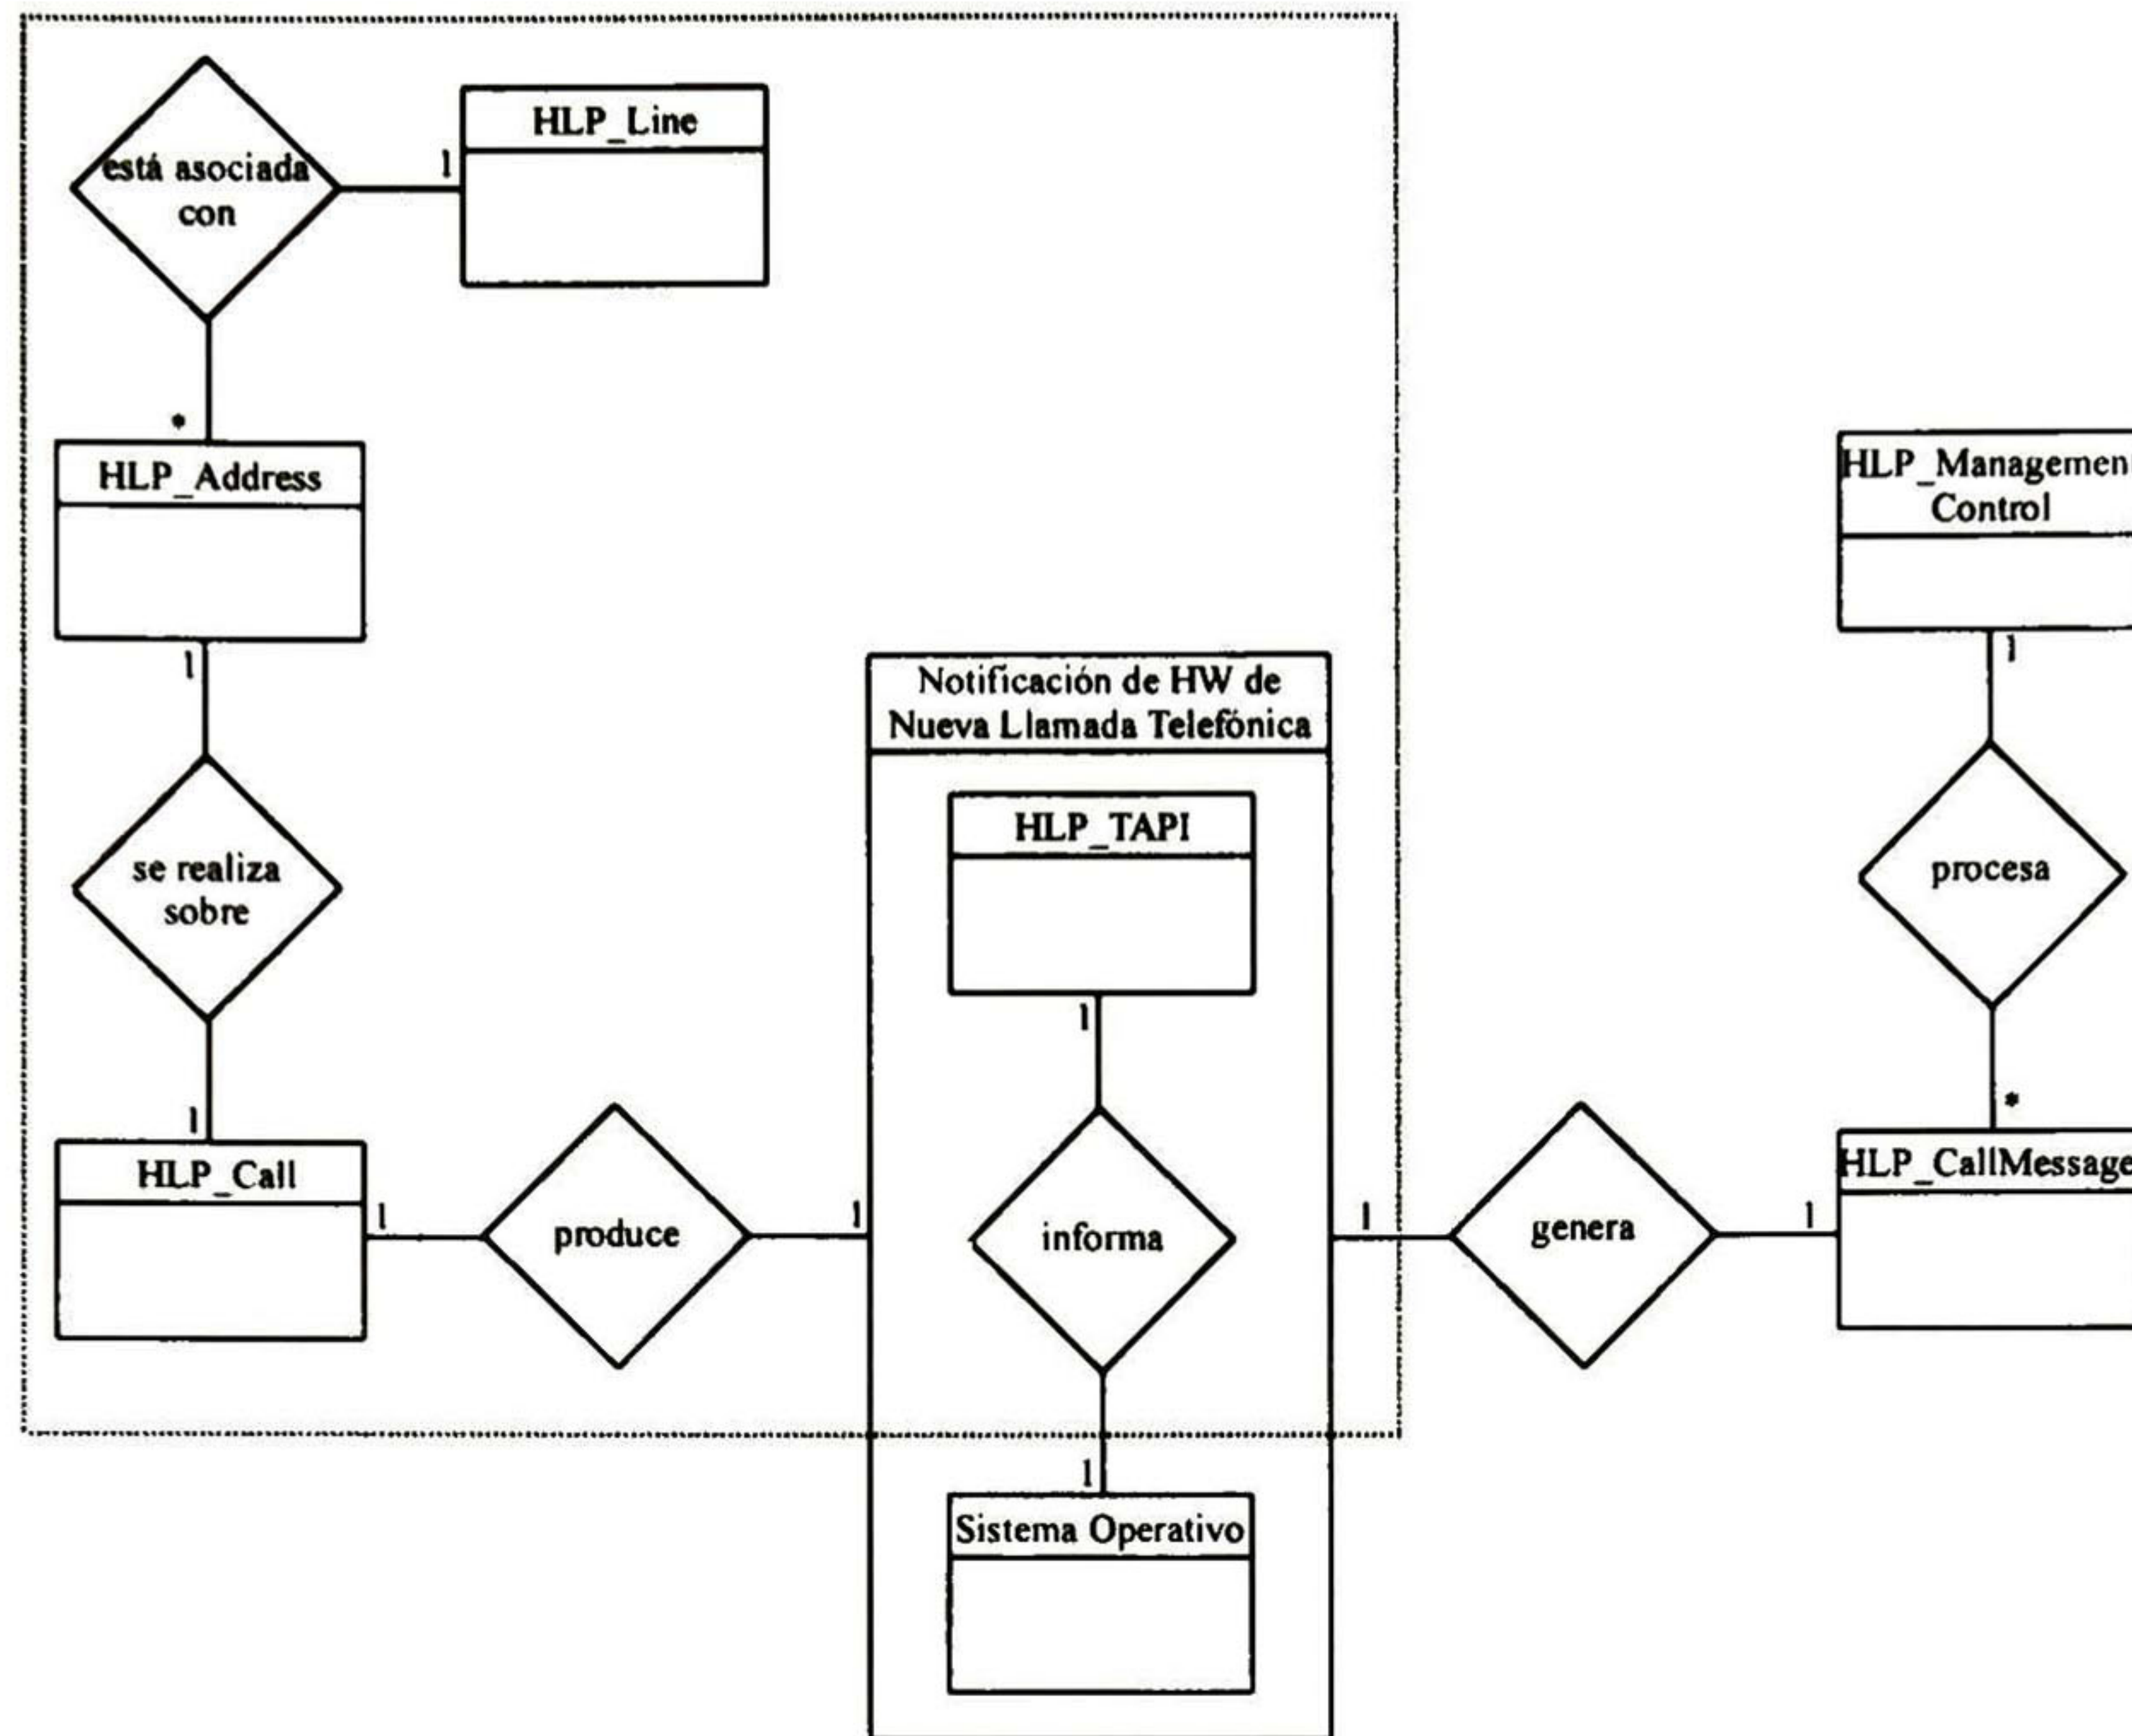 está asociada
con
1
HLP_Line
*
HLP_Address
1
se realiza
sobre
1
HLP_Call
1
produce
1
Notificación de HW de
Nueva Llamada Telefónica
HLP_TAPI
1
informa
1
Sistema Operativo
1
genera
1
HLP_Managemen
Control
1
procesa
*
HLP_CallMessage